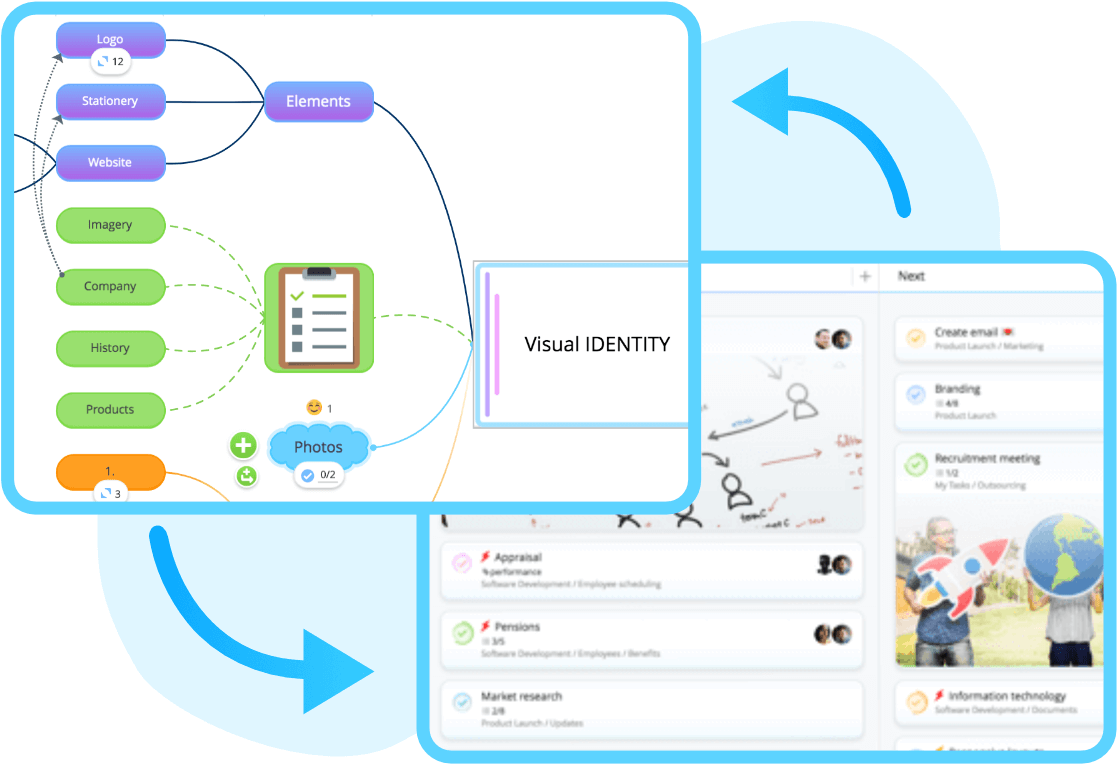 Logo
12
Stationery
Elements
Website
Imagery
Company
History
Products
1.
3
1
Photos
0/2
Visual IDENTITY
+
Next
Create email
Product Launch / Marketing
Branding
4/8
Product Launch
Recruitment meeting
1/2
My Tasks / Outsourcing
Appraisal
performance
Software Development / Employee scheduling
Pensions
3/5
Software Development / Employees / Benefits
Market research
2/8
Product Launch / Updates
Information technology
Software Development / Documents